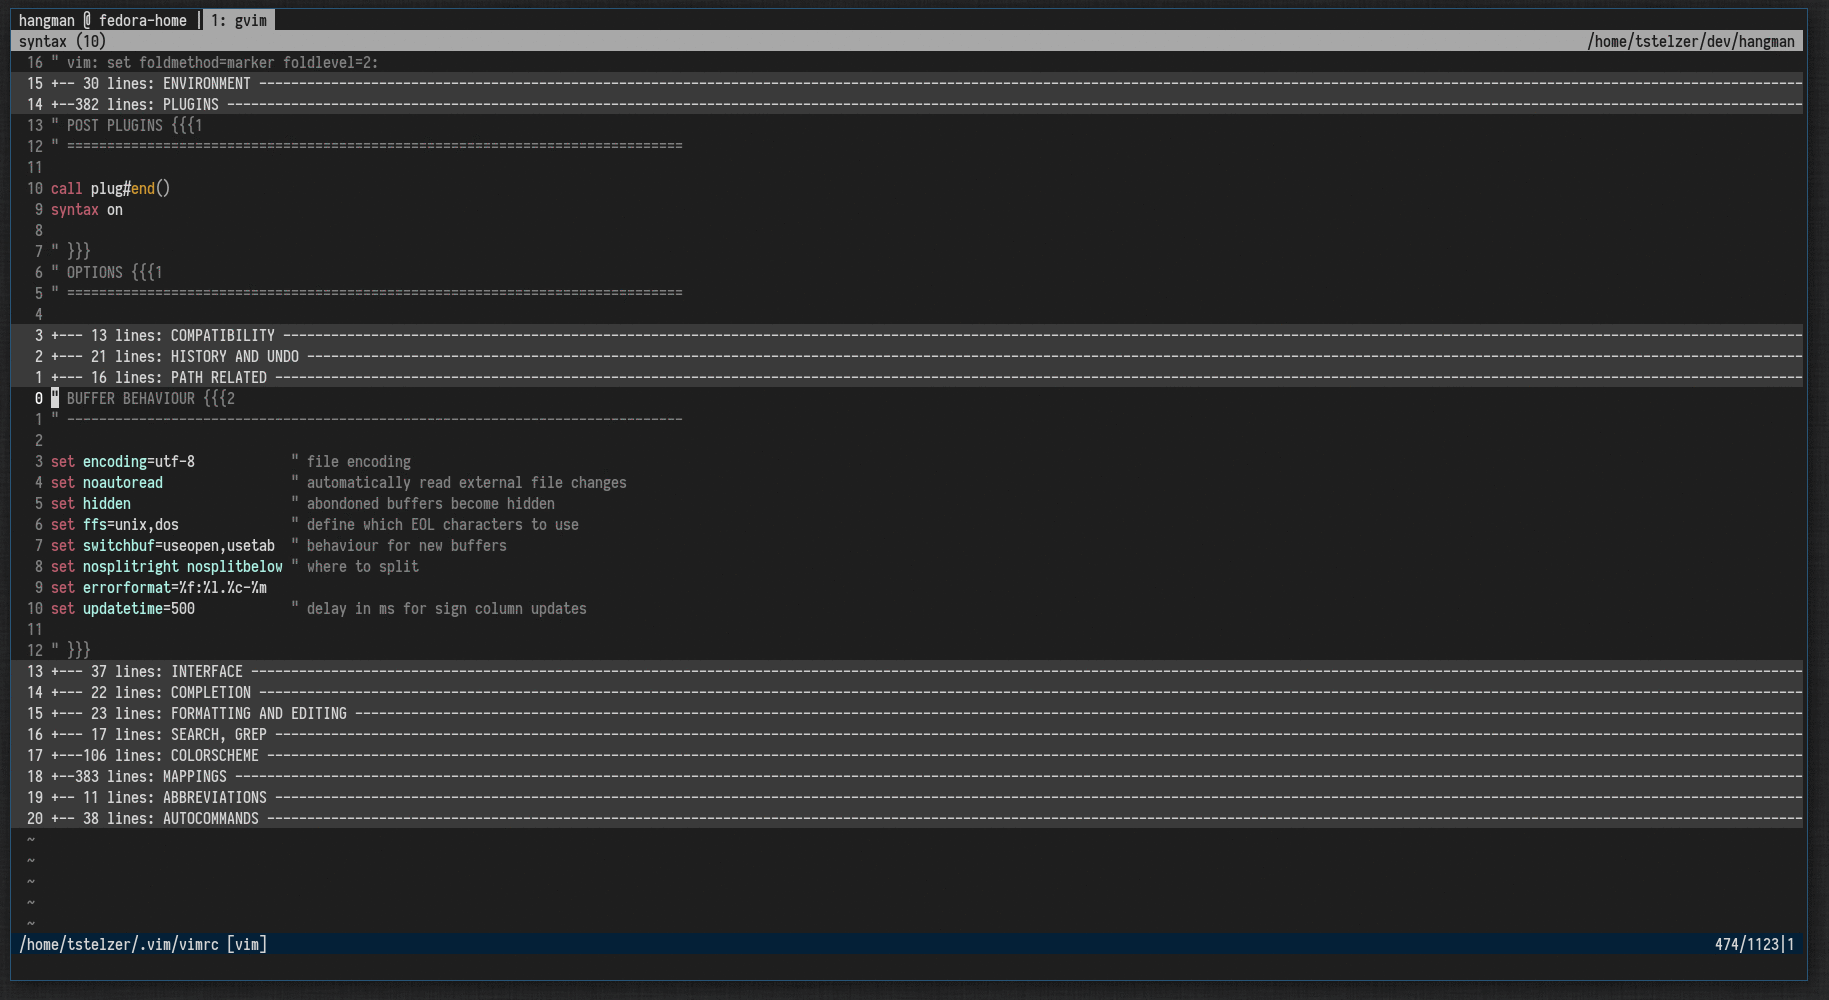 hangman @ fedora-home | 1: gvim
syntax (10) /home/tstelzer/dev/hangman
16 " vim: set foldmethod=marker foldlevel=2:
15 +-- 30 lines: ENVIRONMENT ----------------------------------------
14 +--382 lines: PLUGINS ----------------------------------------
13 " POST PLUGINS {{{1
12 " =============================================================================
11
10 call plug#end()
9 syntax on
8
7 " }}}
6 " OPTIONS {{{1
5 " =============================================================================
4
3 +--- 13 lines: COMPATIBILITY ----------------------------------------
2 +--- 21 lines: HISTORY AND UNDO ----------------------------------------
1 +--- 16 lines: PATH RELATED ----------------------------------------
0 " BUFFER BEHAVIOUR {{{2
1 " -----------------------------------------------------------------------------
2
3 set encoding=utf-8 " file encoding
4 set noautoread " automatically read external file changes
5 set hidden " abondoned buffers become hidden
6 set ffs=unix,dos " define which EOL characters to use
7 set switchbuf=useopen,usetab " behaviour for new buffers
8 set nosplitright nosplitbelow " where to split
9 set errorformat=%f:%l.%c-%m
10 set updatetime=500 " delay in ms for sign column updates
11
12 " }}}
13 +--- 37 lines: INTERFACE ----------------------------------------
14 +--- 22 lines: COMPLETION ----------------------------------------
15 +--- 23 lines: FORMATTING AND EDITING ----------------------------------------
16 +--- 17 lines: SEARCH, GREP ----------------------------------------
17 +---106 lines: COLORSCHEME ----------------------------------------
18 +--383 lines: MAPPINGS ----------------------------------------
19 +-- 11 lines: ABBREVIATIONS ----------------------------------------
20 +-- 38 lines: AUTOCOMMANDS ----------------------------------------
~
~
~
~
~
/home/tstelzer/.vim/vimrc [vim] 474/1123|1